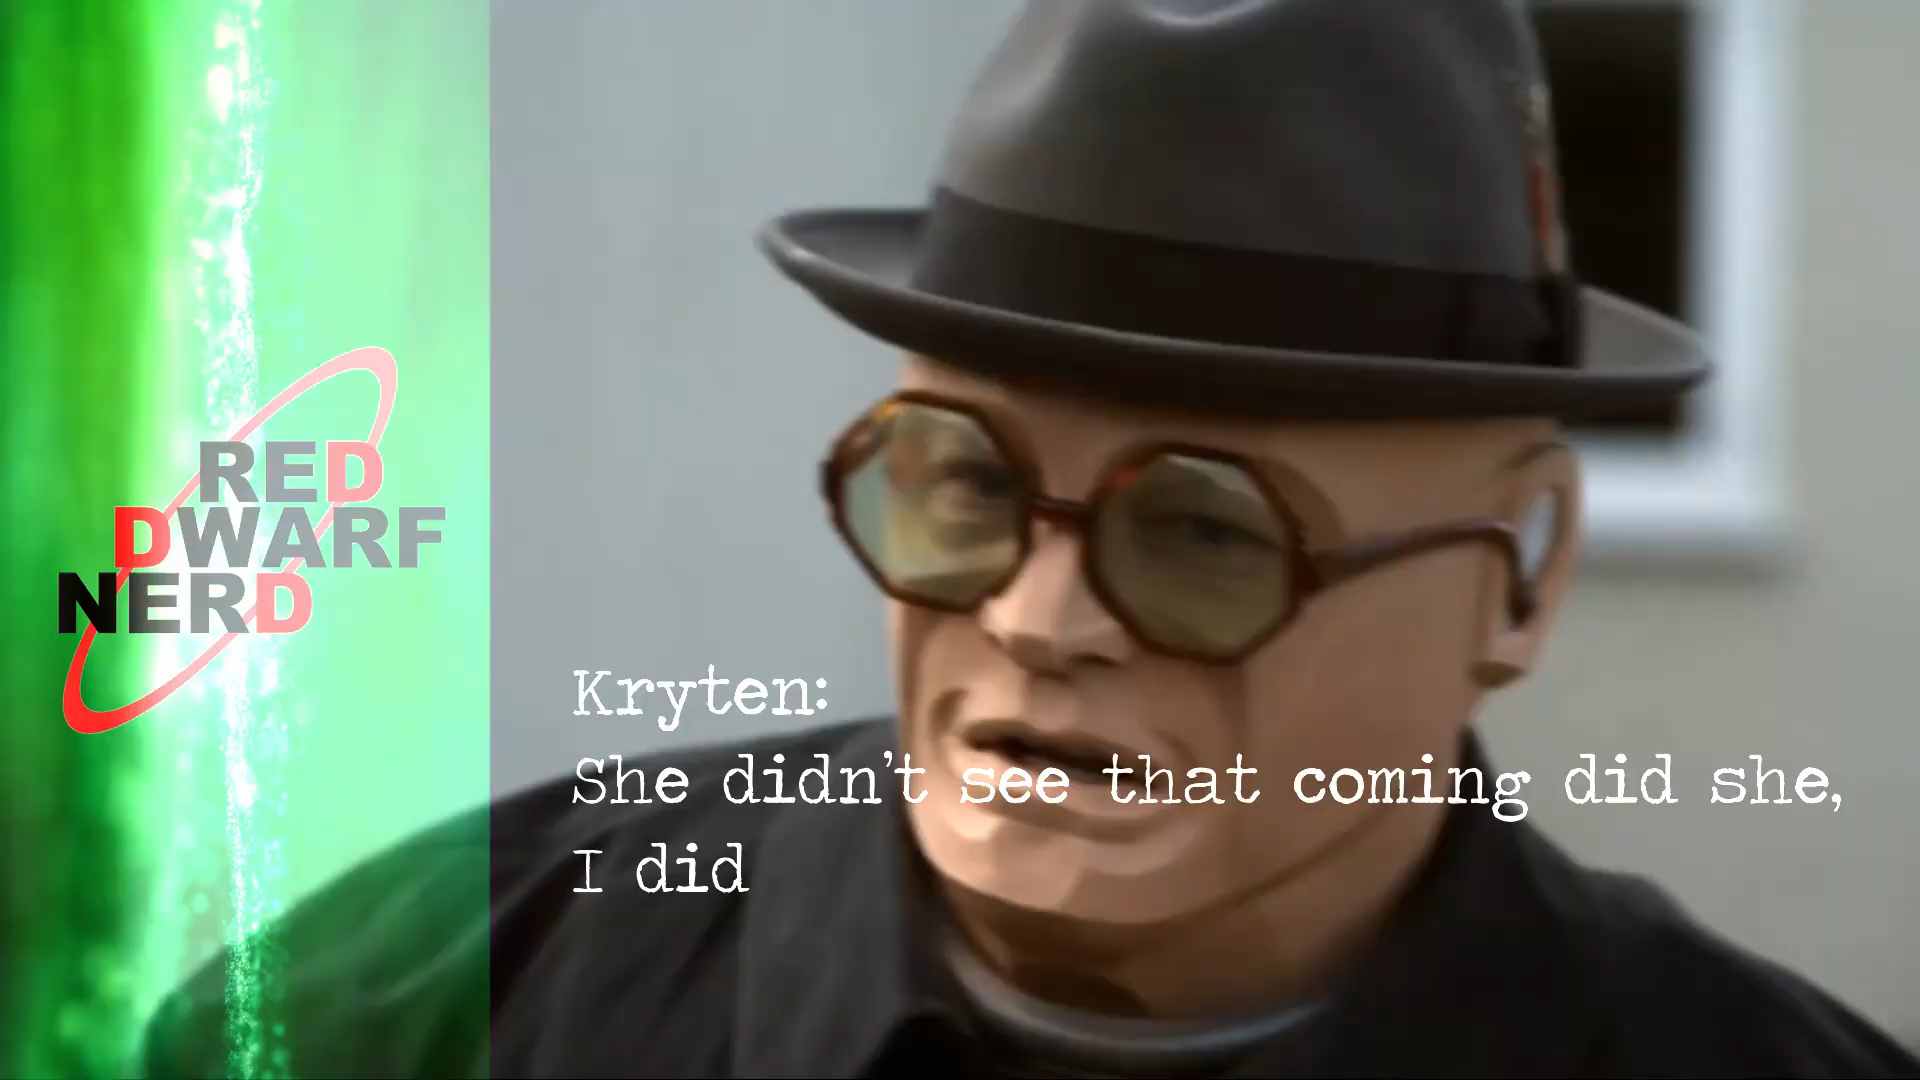 RED
DWARF
NERD
Kryten:
She didn't see that coming did she,
I did